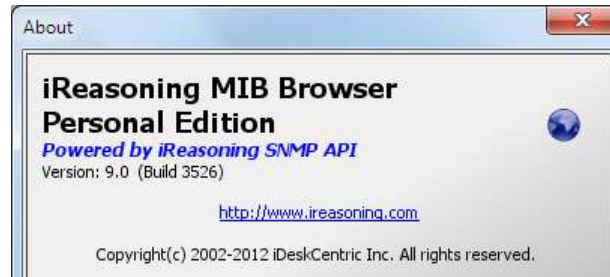 About
iReasoning MIB Browser
Personal Edition
Powered by iReasoning SNMP API
Version: 9.0 (Build 3526)
http://www.ireasoning.com
Copyright(c) 2002-2012 iDeskCentric Inc. All rights reserved.